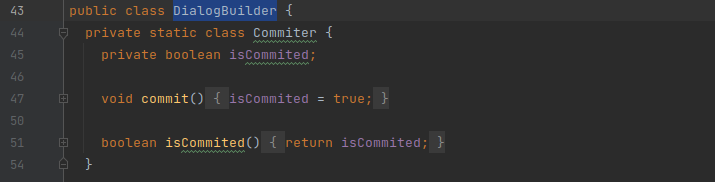 43 public class DialogBuilder {
44 private static class Commiter {
45 private boolean isCommited;
46
47 void commit() { isCommited = true; }
50
51 boolean isCommited() { return isCommited; }
54 }